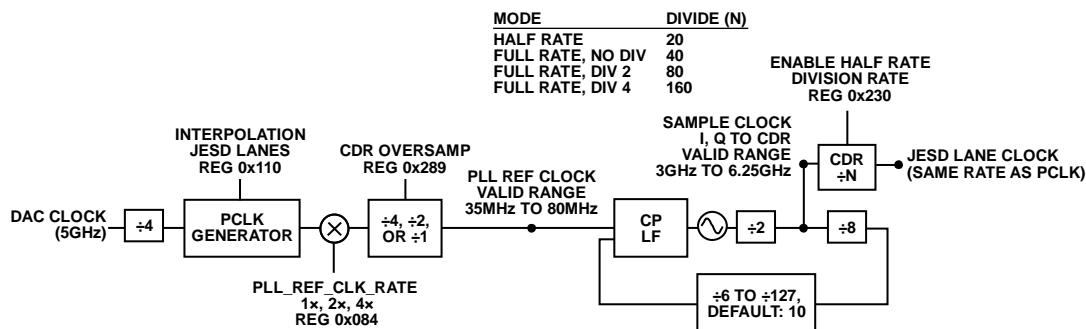 MODE DIVIDE (N)
HALF RATE 20
FULL RATE, NO DIV 40
FULL RATE, DIV 2 80
FULL RATE, DIV 4 160
ENABLE HALF RATE
DIVISION RATE
REG 0x230
INTERPOLATION
JESD LANES
REG 0x110
CDR OVERSAMP
REG 0x289
PLL REF CLOCK
VALID RANGE
35MHz TO 80MHz
SAMPLE CLOCK
I, Q TO CDR
VALID RANGE
3GHz TO 6.25GHz
CDR
÷N
JESD LANE CLOCK
(SAME RATE AS PCLK)
DAC CLOCK
(5GHz)
÷4
PCLK
GENERATOR
÷4, ÷2,
OR ÷1
CP
LF
÷2
÷8
PLL_REF_CLK_RATE
1×, 2×, 4×
REG 0x084
÷6 TO ÷127,
DEFAULT: 10